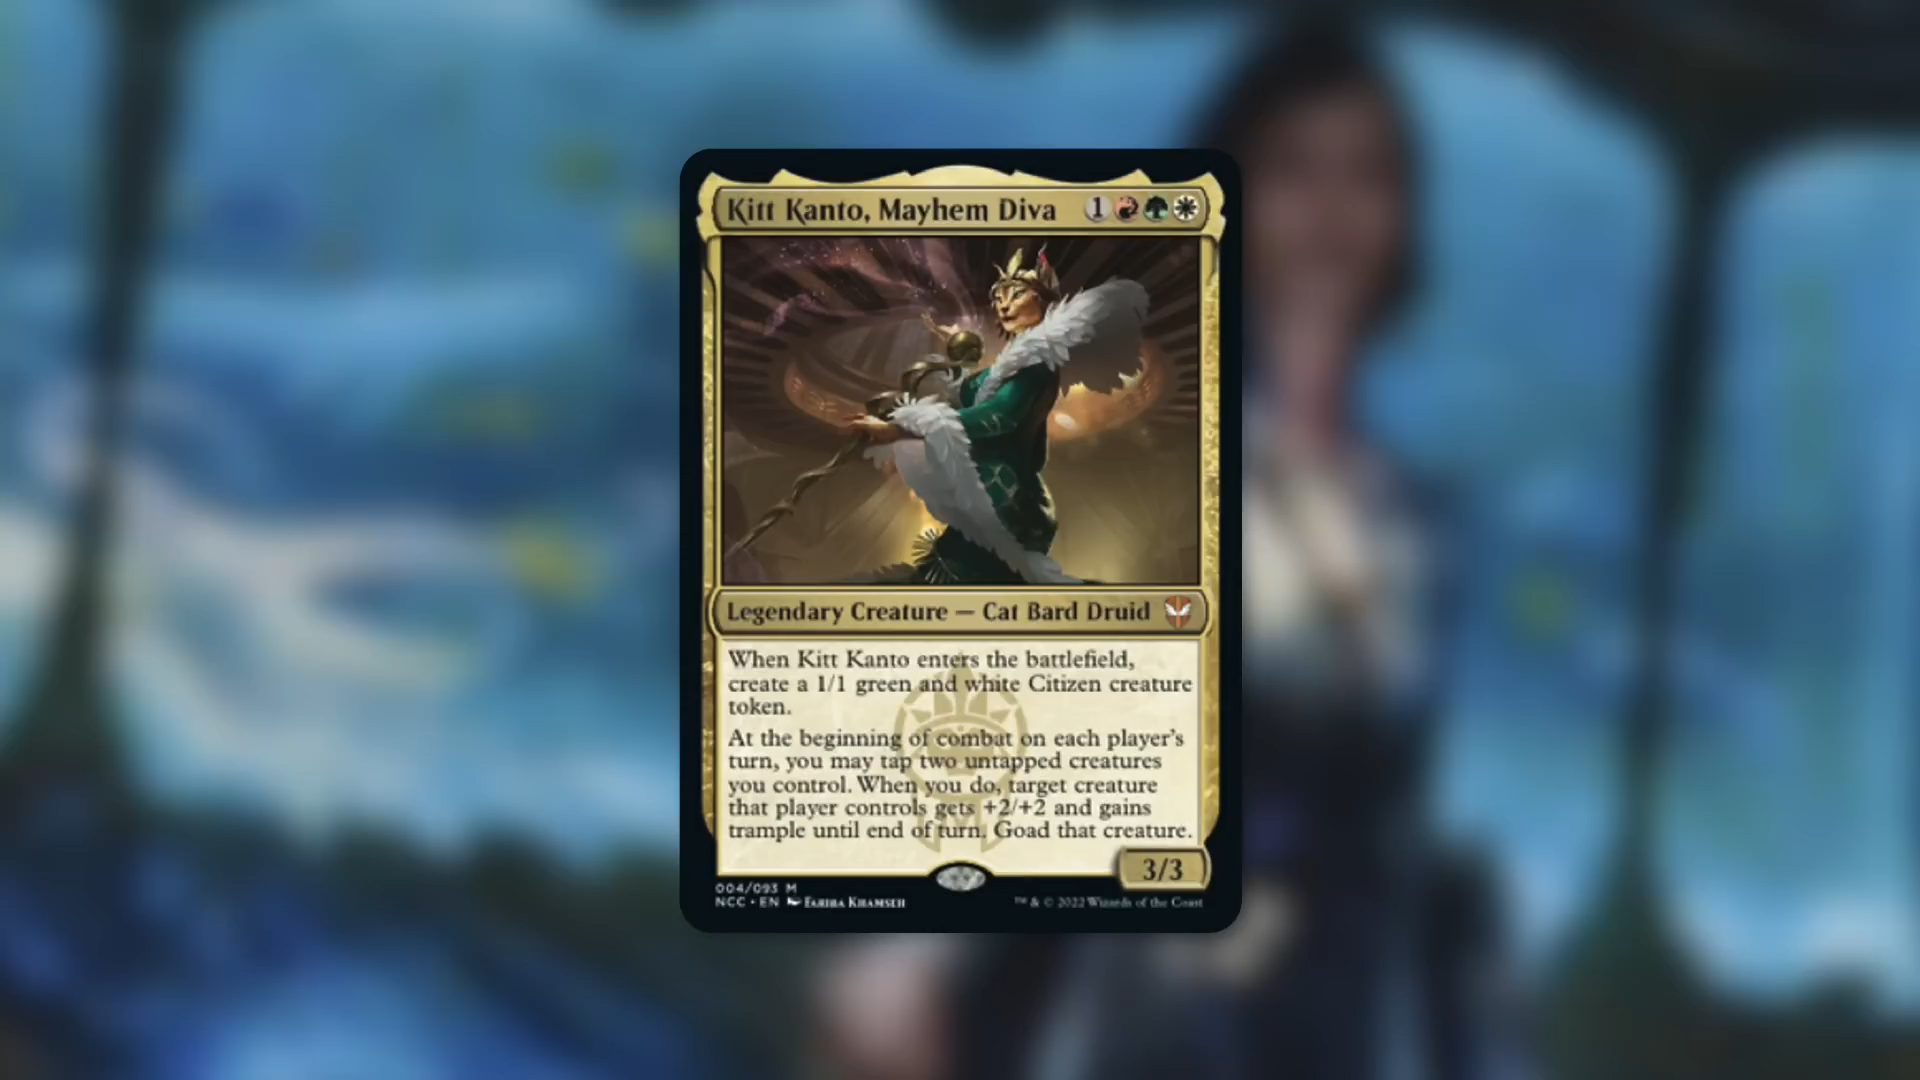 Kitt Kanto, Mayhem Diva 1
Legendary Creature — Cat Bard Druid
When Kitt Kanto enters the battlefield,
create a 1/1 green and white Citizen creature
token.
At the beginning of combat on each player's
turn, you may tap two untapped creatures
you control. When you do, target creature
that player controls gets +2/+2 and gains
trample until end of turn. Goad that creature.
3/3
004/093 M
NCC • EN Fariba Khamseh
™ & © 2022 Wizards of the Coast